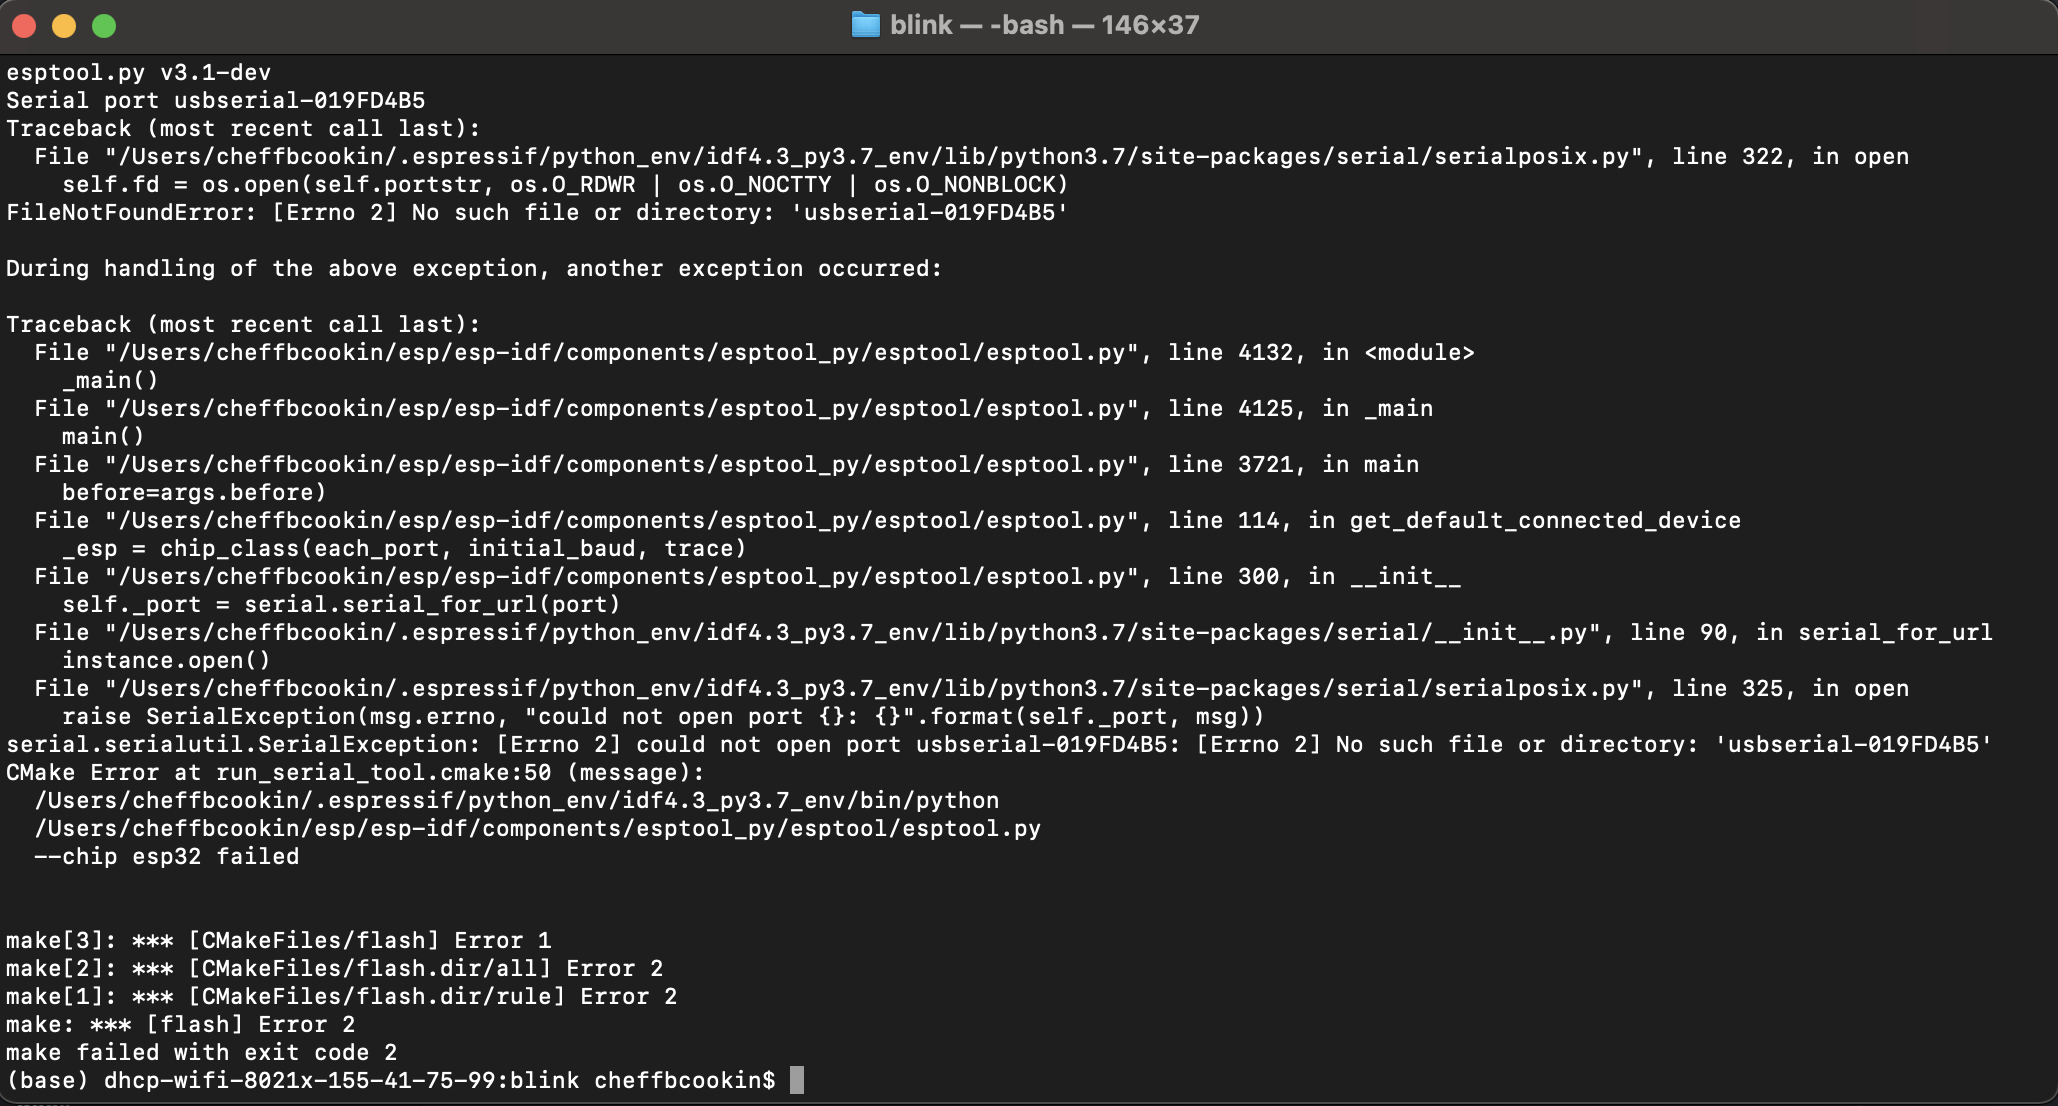 blink — -bash — 146×37
esptool.py v3.1-dev
Serial port usbserial-019FD4B5
Traceback (most recent call last):
  File "/Users/cheffbcookin/.espressif/python_env/idf4.3_py3.7_env/lib/python3.7/site-packages/serial/serialposix.py", line 322, in open
    self.fd = os.open(self.portstr, os.O_RDWR | os.O_NOCTTY | os.O_NONBLOCK)
FileNotFoundError: [Errno 2] No such file or directory: 'usbserial-019FD4B5'

During handling of the above exception, another exception occurred:

Traceback (most recent call last):
  File "/Users/cheffbcookin/esp/esp-idf/components/esptool_py/esptool/esptool.py", line 4132, in <module>
    _main()
  File "/Users/cheffbcookin/esp/esp-idf/components/esptool_py/esptool/esptool.py", line 4125, in _main
    main()
  File "/Users/cheffbcookin/esp/esp-idf/components/esptool_py/esptool/esptool.py", line 3721, in main
    before=args.before)
  File "/Users/cheffbcookin/esp/esp-idf/components/esptool_py/esptool/esptool.py", line 114, in get_default_connected_device
    _esp = chip_class(each_port, initial_baud, trace)
  File "/Users/cheffbcookin/esp/esp-idf/components/esptool_py/esptool/esptool.py", line 300, in __init__
    self._port = serial.serial_for_url(port)
  File "/Users/cheffbcookin/.espressif/python_env/idf4.3_py3.7_env/lib/python3.7/site-packages/serial/__init__.py", line 90, in serial_for_url
    instance.open()
  File "/Users/cheffbcookin/.espressif/python_env/idf4.3_py3.7_env/lib/python3.7/site-packages/serial/serialposix.py", line 325, in open
    raise SerialException(msg.errno, "could not open port {}: {}".format(self._port, msg))
serial.serialutil.SerialException: [Errno 2] could not open port usbserial-019FD4B5: [Errno 2] No such file or directory: 'usbserial-019FD4B5'
CMake Error at run_serial_tool.cmake:50 (message):
  /Users/cheffbcookin/.espressif/python_env/idf4.3_py3.7_env/bin/python
  /Users/cheffbcookin/esp/esp-idf/components/esptool_py/esptool/esptool.py
  --chip esp32 failed

make[3]: *** [CMakeFiles/flash] Error 1
make[2]: *** [CMakeFiles/flash.dir/all] Error 2
make[1]: *** [CMakeFiles/flash.dir/rule] Error 2
make: *** [flash] Error 2
make failed with exit code 2
(base) dhcp-wifi-8021x-155-41-75-99:blink cheffbcookin$